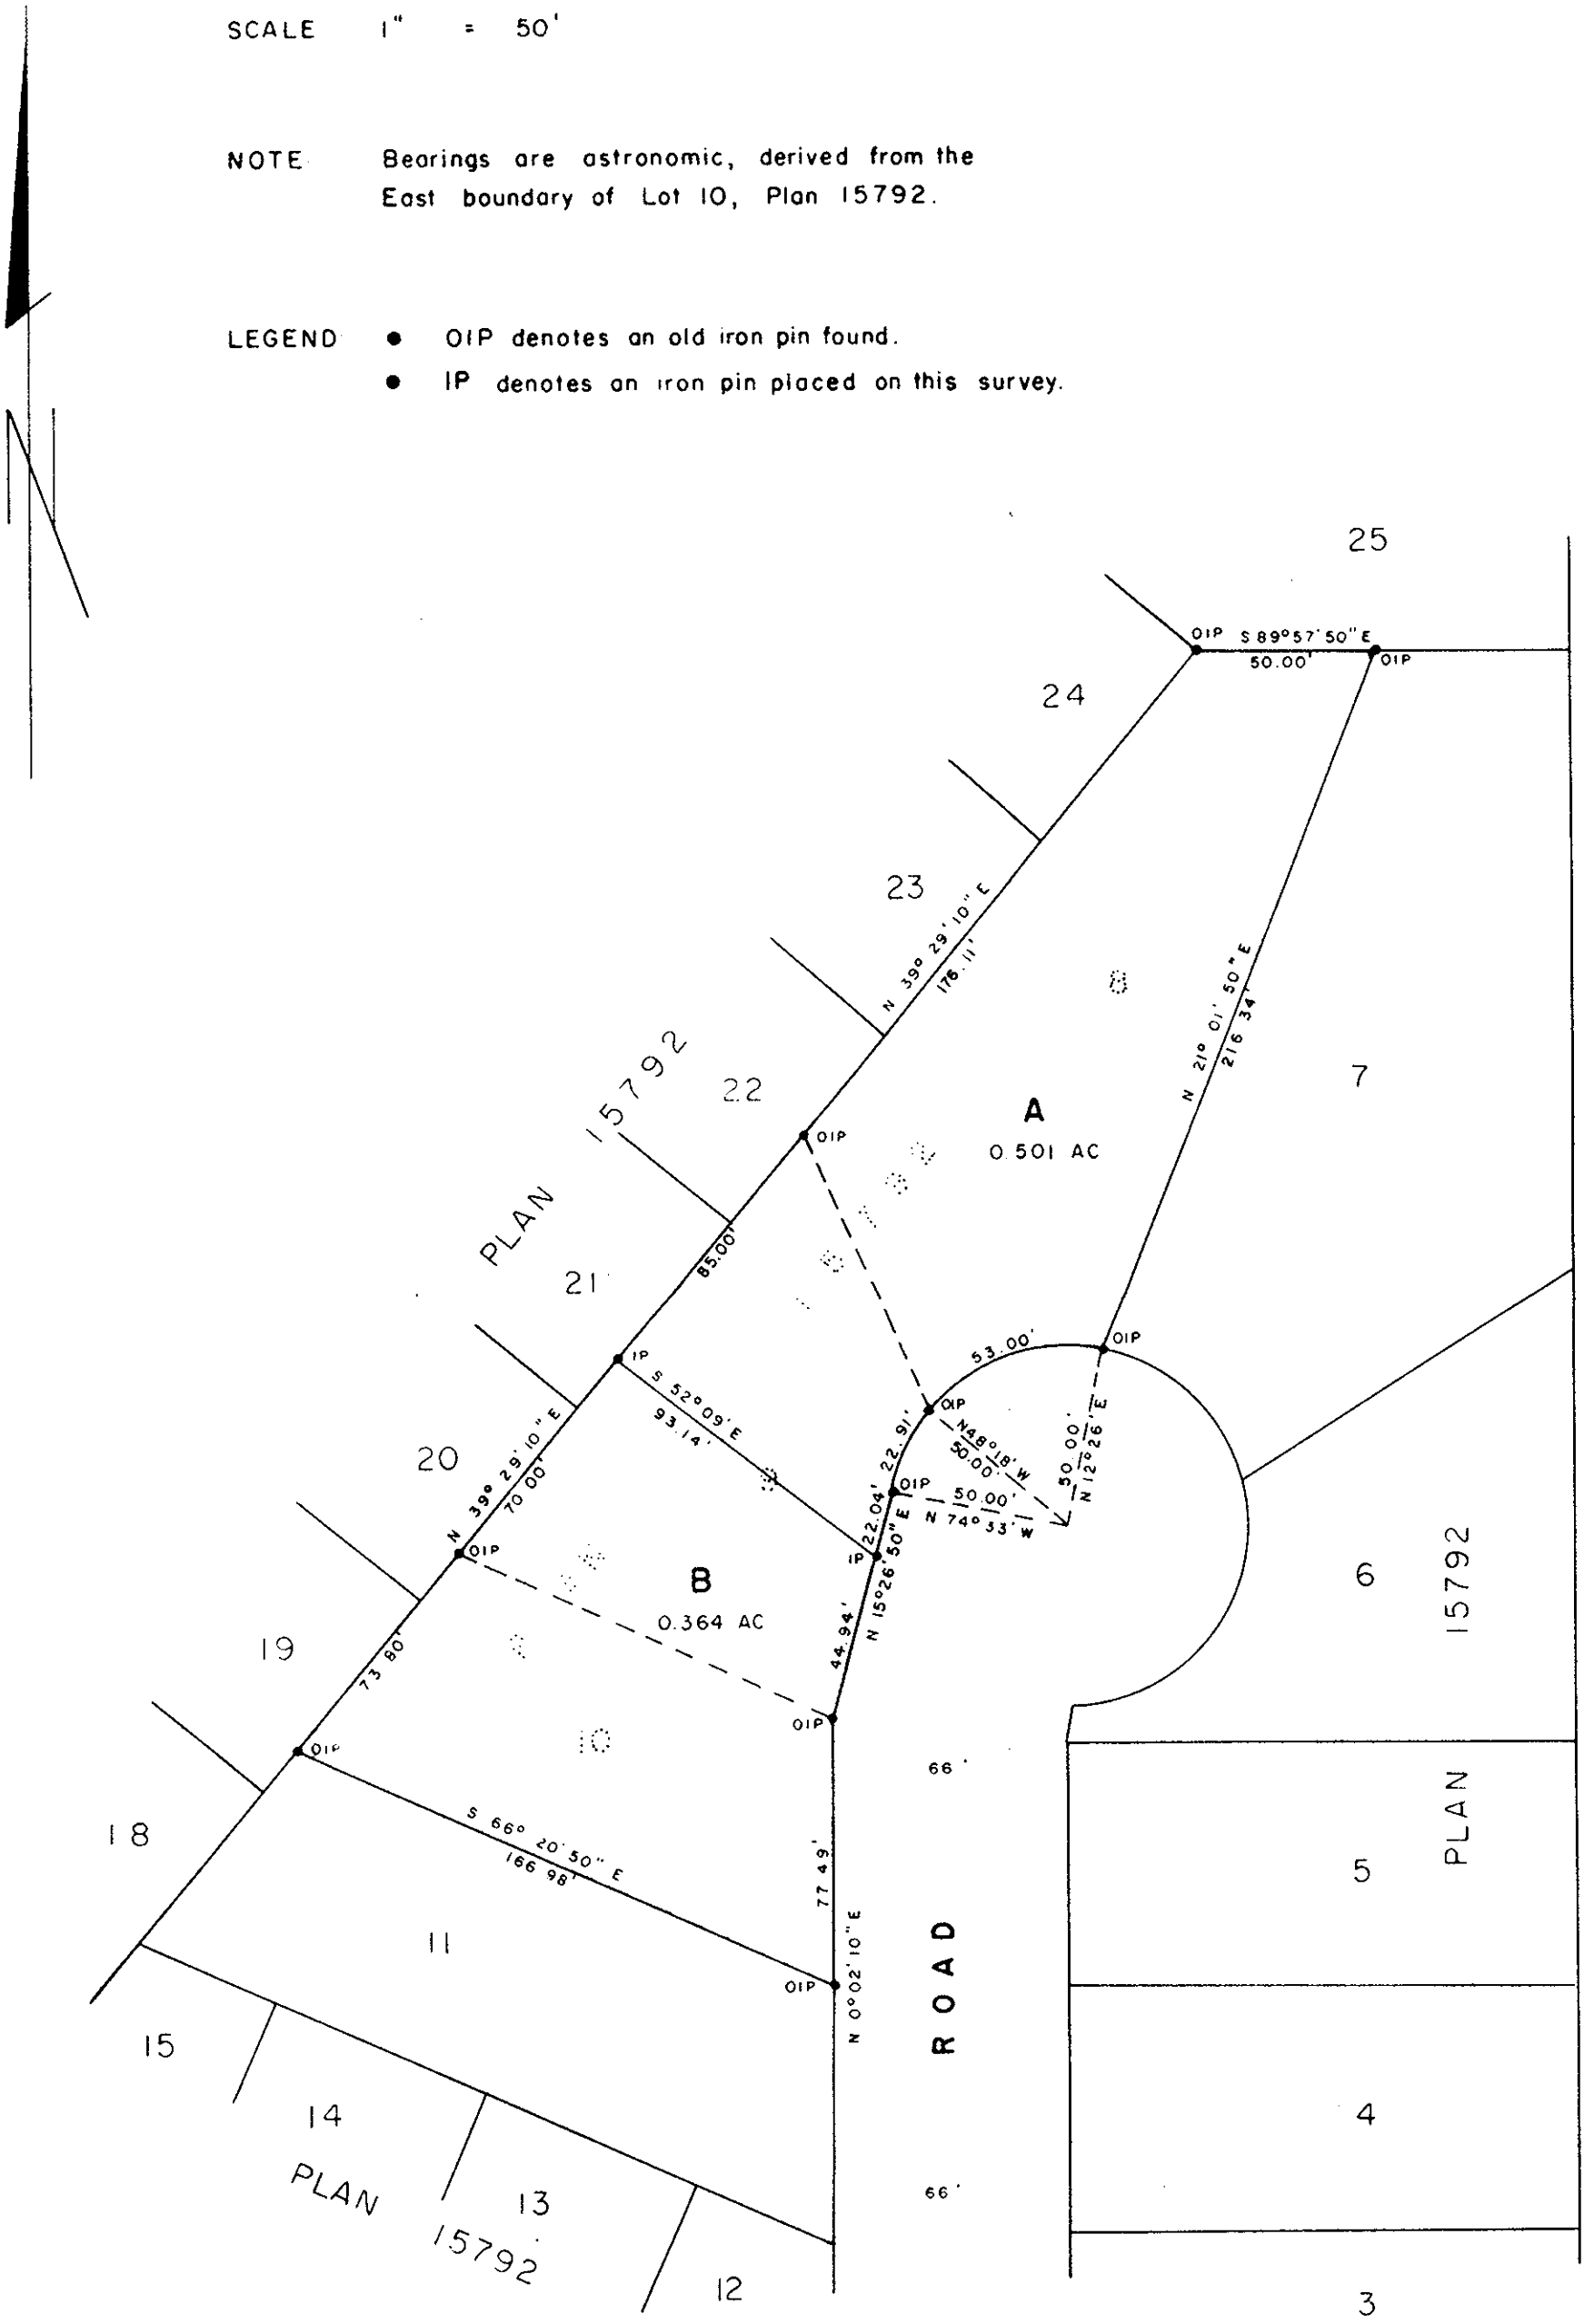 SCALE 1" = 50'
NOTE Bearings are astronomic, derived from the
East boundary of Lot 10, Plan 15792.
LEGEND ● OIP denotes an old iron pin found.
● IP denotes an iron pin placed on this survey.
N
25
OIP S 89°57'50" E
50.00' OIP
24
23
N 39° 29' 10" E
176.11'
8
N 21° 01' 50" E
216 34'
7
PLAN 15792
22
OIP
A
0.501 AC
15792
85.00'
21
53.00'
OIP
IP
S 52°09' E
93.14'
OIP
22.91'
N48°18' W
50.00'
50.00'
N 12°26' E
20
N 39° 29' 10" E
70 00'
9
OIP
50.00'
N 74°33' W
22.04'
IP
N 15°26'50" E
44.94'
OIP
B
0.364 AC
6
PLAN 15792
19
73 80'
OIP
10
OIP
66'
18
S 66° 20' 50" E
166 98'
77 49'
5
11
OIP
N 0°02'10" E
ROAD
15
14
4
PLAN 15792
13
66'
12
3